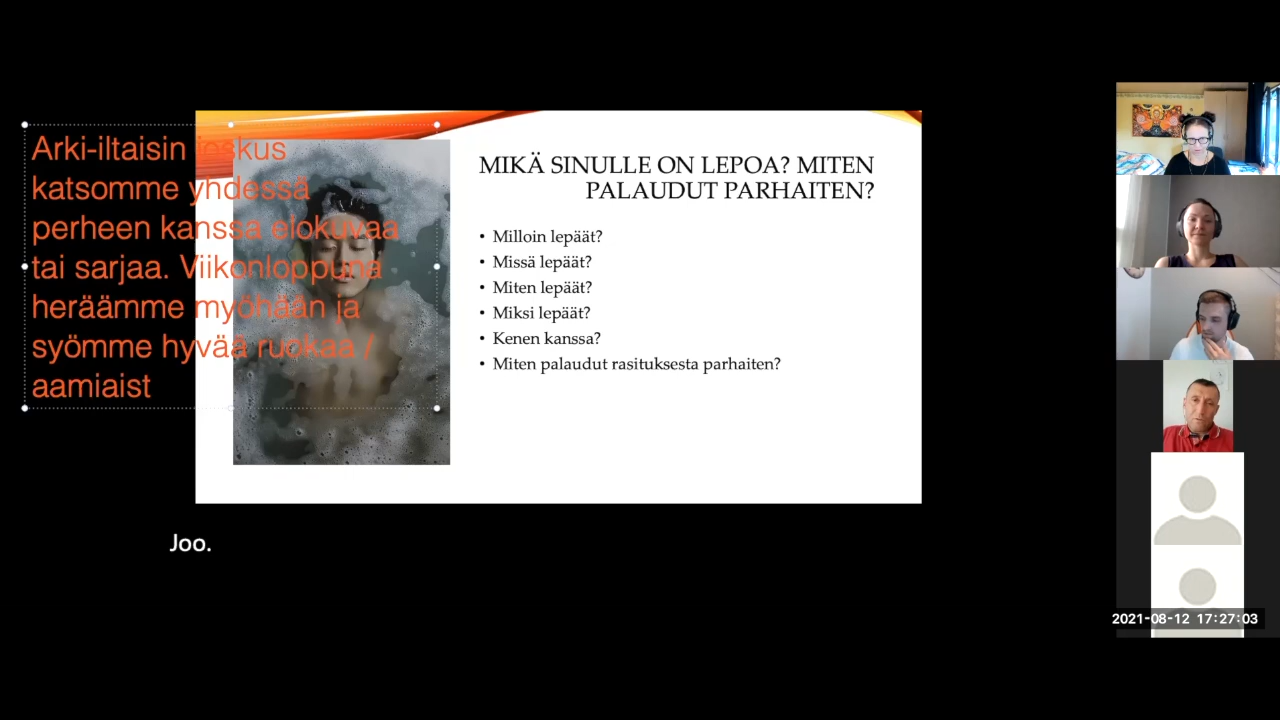 Arki-iltaisin joskus
katsomme yhdessä
perheen kanssa elokuvaa
tai sarjaa. Viikonloppuna
heräämme myöhään ja
syömme hyvää ruokaa /
aamiaist
MIKÄ SINULLE ON LEPOA? MITEN
PALAUDUT PARHAITEN?
• Milloin lepäät?
• Missä lepäät?
• Miten lepäät?
• Miksi lepäät?
• Kenen kanssa?
• Miten palaudut rasituksesta parhaiten?
Joo.
2021-08-12 17:27:03